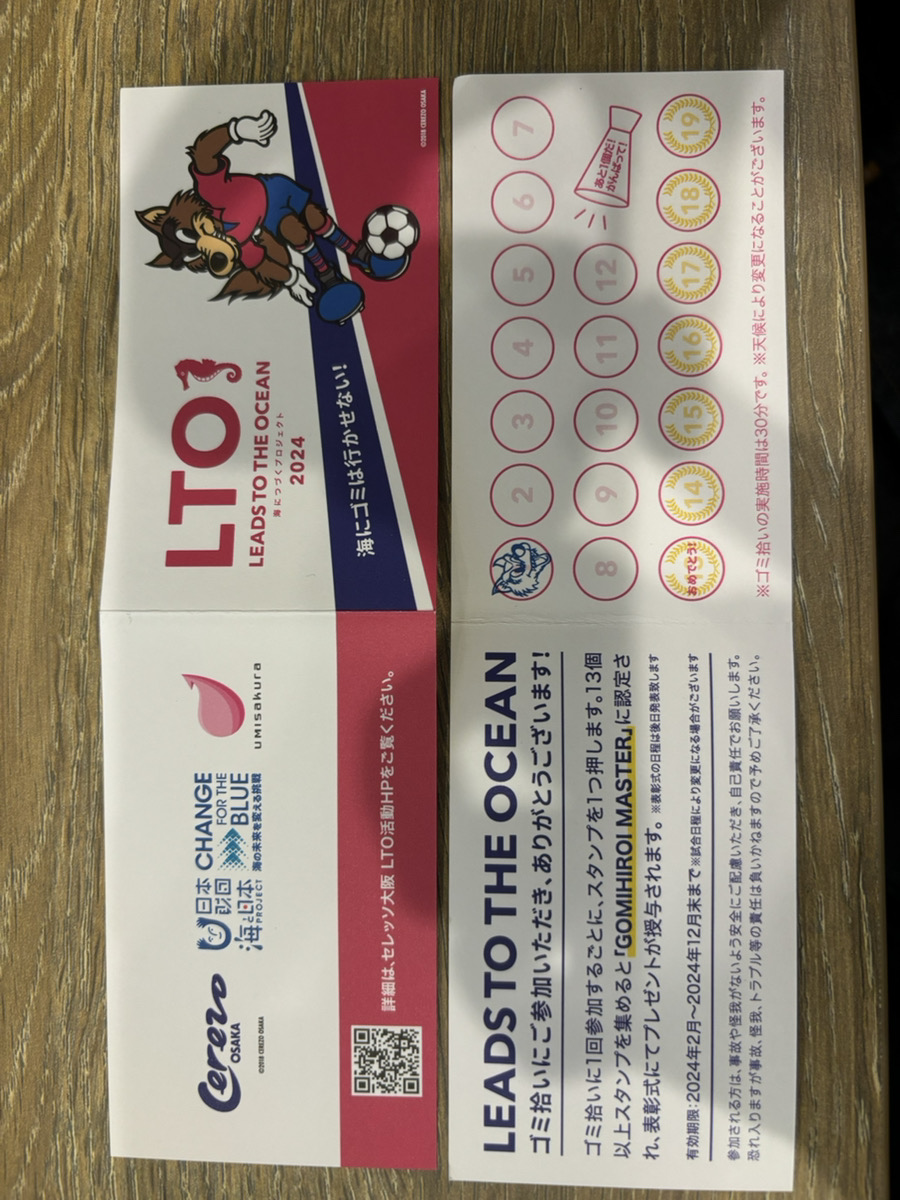 Cerezo
OSAKA
©2018 CEREZO OSAKA
日本
財団
海と日本
PROJECT
CHANGE
FOR THE
BLUE
海の未来を変える挑戦
UMISAKURA
詳細は、セレッソ大阪 LTO活動HPをご覧ください。
LTO
LEADS TO THE OCEAN
海につづくプロジェクト
2024
海にゴミは行かせない!
©2018 CEREZO OSAKA
LEADS TO THE OCEAN
ゴミ拾いにご参加いただき、ありがとうございます!
ゴミ拾いに1回参加するごとに、スタンプを1つ押します。13個
以上スタンプを集めると「GOMIHIROI MASTER」に認定さ
れ、表彰式にてプレゼントが授与されます。 ※表彰式の日程は後日発表致します
有効期限:2024年2月~2024年12月末まで ※試合日程により変更になる場合がございます
参加される方は、事故や怪我がないよう安全にご配慮いただき、自己責任でお願いします。
恐れ入りますが事故、怪我、トラブル等の責任は負いかねますので予めご了承ください。
2 3 4 5 6 7
8 9 10 11 12
あと1個だ!
がんばって!
おめでとう!
14 15 16 17 18 19
※ゴミ拾いの実施時間は30分です。※天候により変更になることがございます。